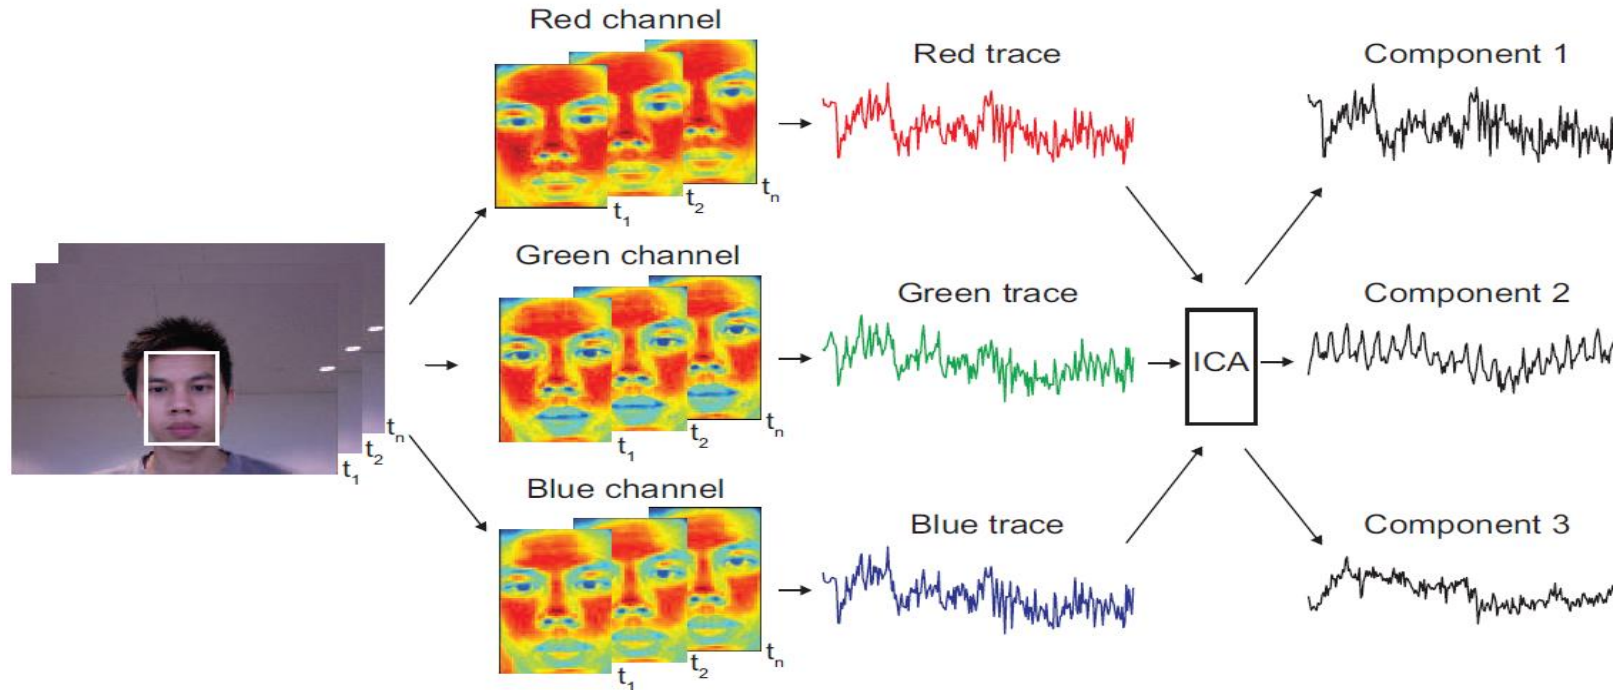 Red channel
t1 t2 tn
Red trace
Component 1
Green channel
t1 t2 tn
Green trace
ICA
Component 2
t1 t2 tn
Blue channel
t1 t2 tn
Blue trace
Component 3